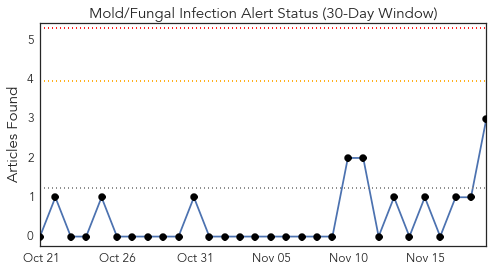 Mold/Fungal Infection Alert Status (30-Day Window)
Articles Found
5
4
3
2
1
0
Oct 21 Oct 26 Oct 31 Nov 05 Nov 10 Nov 15